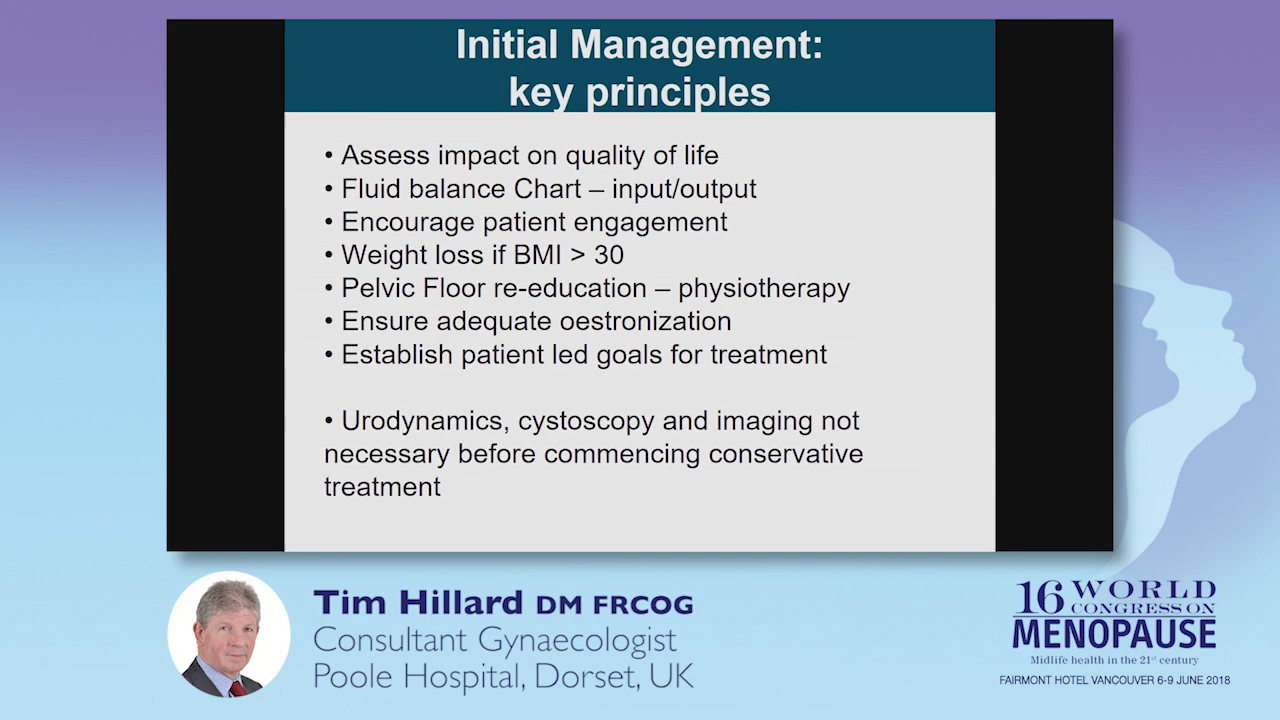 Initial Management:
key principles
• Assess impact on quality of life
• Fluid balance Chart – input/output
• Encourage patient engagement
• Weight loss if BMI > 30
• Pelvic Floor re-education – physiotherapy
• Ensure adequate oestronization
• Establish patient led goals for treatment
• Urodynamics, cystoscopy and imaging not
necessary before commencing conservative
treatment
Tim Hillard DM FRCOG
Consultant Gynaecologist
Poole Hospital, Dorset, UK
16 WORLD
CONGRESS ON
MENOPAUSE
Midlife health in the 21st century
FAIRMONT HOTEL VANCOUVER 6-9 JUNE 2018